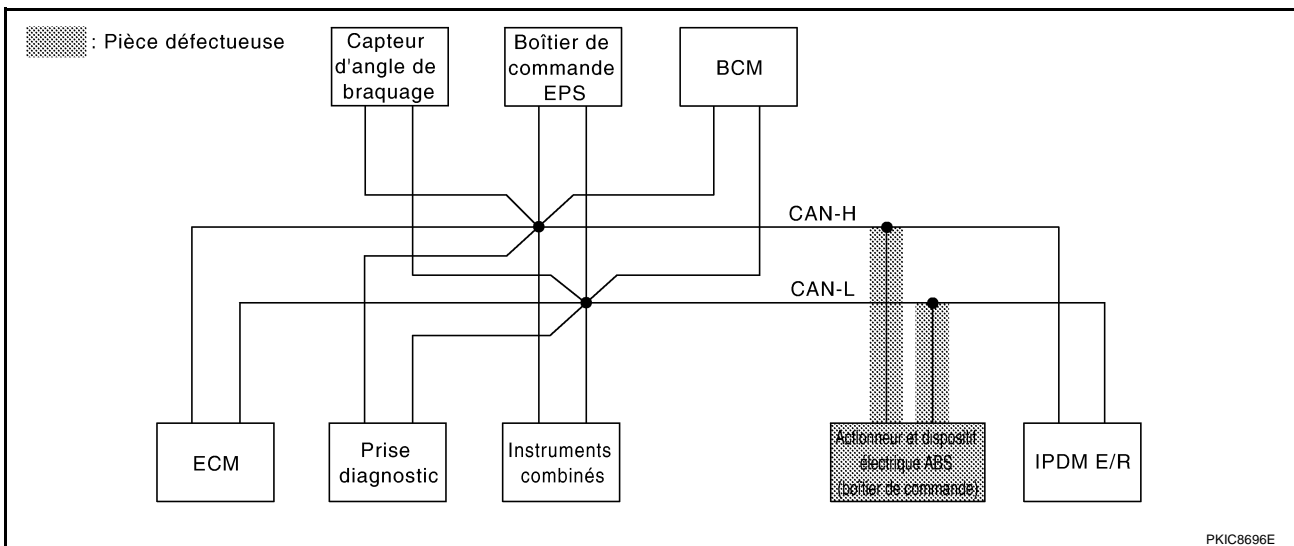 : Pièce défectueuse
Capteur
d'angle de
braquage
Boîtier de
commande
EPS
BCM
CAN-H
CAN-L
ECM
Prise
diagnostic
Instruments
combinés
Actionneur et dispositif
électrique ABS
(boîtier de commande)
IPDM E/R
PKIC8696E